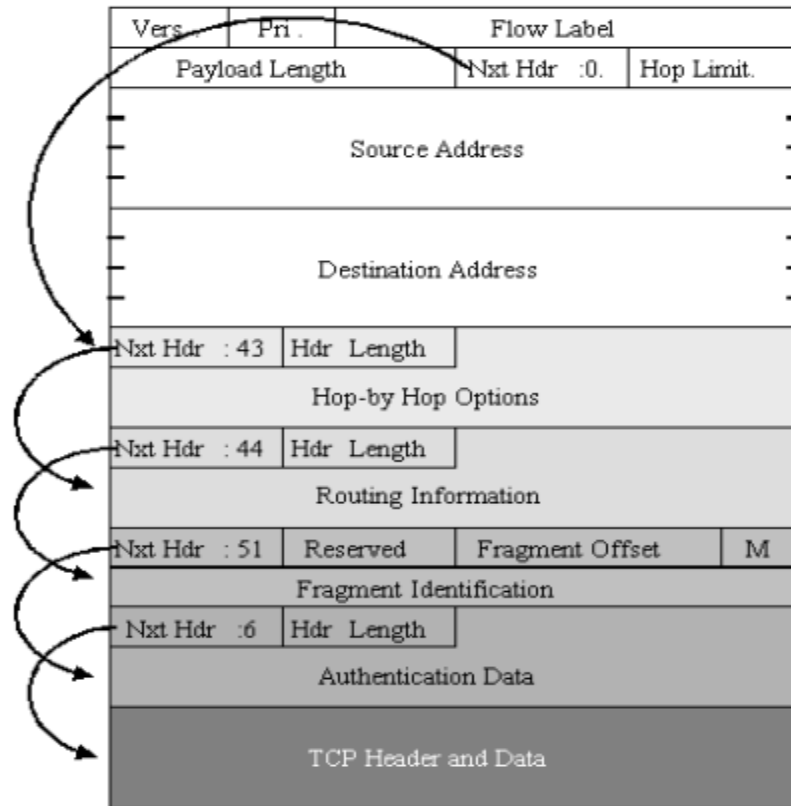 Vers. . Pri . Flow Label
Payload Length Nxt Hdr :0. Hop Limit.
Source Address
Destination Address
Nxt Hdr : 43 Hdr Length
Hop-by Hop Options
Nxt Hdr : 44 Hdr Length
Routing Information
Nxt Hdr : 51 Reserved Fragment Offset M
Fragment Identification
Nxt Hdr :6 Hdr Length
Authentication Data
TCP Header and Data